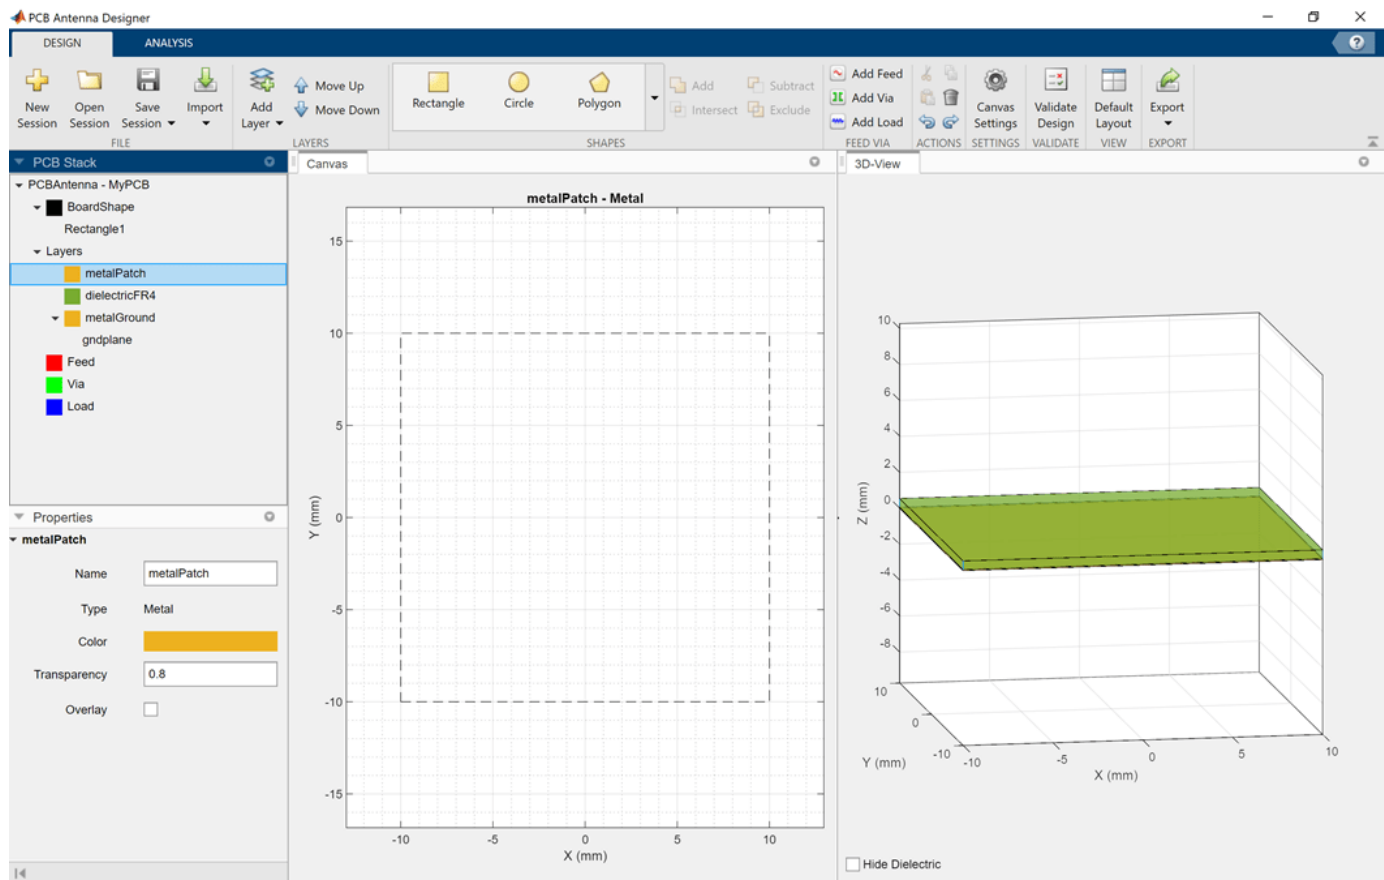 PCB Antenna Designer
DESIGN
ANALYSIS
?
New Session
Open Session
Save Session
Import
FILE
Add Layer
Move Up
Move Down
LAYERS
Rectangle
Circle
Polygon
Add
Subtract
Intersect
Exclude
SHAPES
Add Feed
Add Via
Add Load
FEED VIA
ACTIONS
Canvas Settings
SETTINGS
Validate Design
VALIDATE
Default Layout
VIEW
Export
EXPORT
PCB Stack
PCBAntenna - MyPCB
BoardShape
Rectangle1
Layers
metalPatch
dielectricFR4
metalGround
gndplane
Feed
Via
Load
Properties
metalPatch
Name metalPatch
Type Metal
Color
Transparency 0.8
Overlay
Canvas
metalPatch - Metal
15
10
5
0
-5
-10
-15
Y (mm)
-10 -5 0 5 10
X (mm)
3D-View
10
8
6
4
2
0
-2
-4
-6
-8
Z (mm)
10
0
-10
Y (mm)
-10 -5 0 5 10
X (mm)
Hide Dielectric